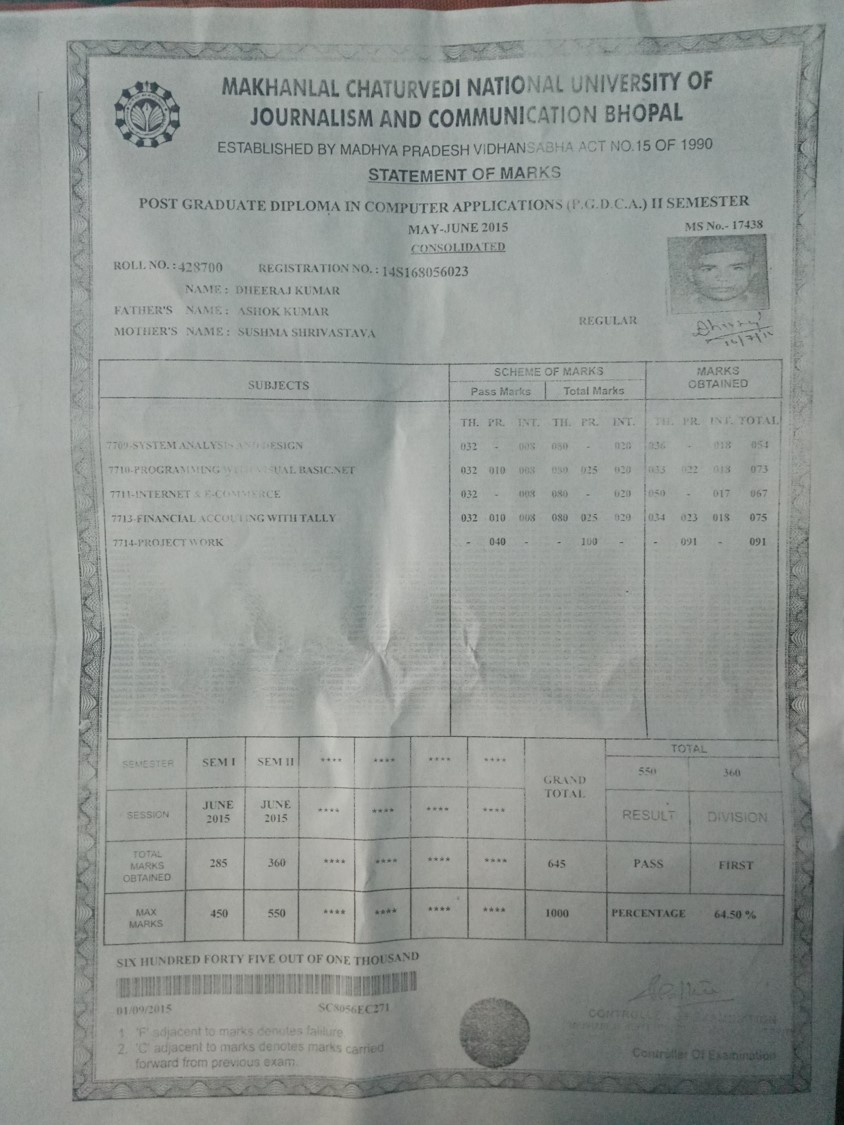 MAKHANLAL CHATURVEDI NATIONAL UNIVERSITY OF
JOURNALISM AND COMMUNICATION BHOPAL
ESTABLISHED BY MADHYA PRADESH VIDHANSABHA ACT NO.15 OF 1990
STATEMENT OF MARKS
POST GRADUATE DIPLOMA IN COMPUTER APPLICATIONS (P.G.D.C.A.) II SEMESTER
MAY-JUNE 2015 MS No.- 17438
CONSOLIDATED
ROLL NO. : 428700 REGISTRATION NO. : 14S168056023
NAME : DHEERAJ KUMAR
FATHER'S NAME : ASHOK KUMAR
REGULAR
MOTHER'S NAME : SUSHMA SHRIVASTAVA
SUBJECTS SCHEME OF MARKS MARKS OBTAINED
Pass Marks Total Marks
TH. PR. INT. TH. PR. INT. TH. PR. INT. TOTAL
7709-SYSTEM ANALYSIS AND DESIGN 032 - 008 080 - 020 036 - 018 054
7710-PROGRAMMING VISUAL BASIC.NET 032 010 008 080 025 020 033 022 018 073
7711-INTERNET & E-COMMERCE 032 - 008 080 - 020 050 - 017 067
7713-FINANCIAL ACCOUTING WITH TALLY 032 010 008 080 025 020 034 023 018 075
7714-PROJECT WORK - 040 - - 100 - - 091 - 091
SEMESTER SEM I SEM II **** **** **** **** GRAND TOTAL TOTAL
550 360
SESSION JUNE 2015 JUNE 2015 **** **** **** **** RESULT DIVISION
TOTAL MARKS OBTAINED 285 360 **** **** **** **** 645 PASS FIRST
MAX MARKS 450 550 **** **** **** **** 1000 PERCENTAGE 64.50 %
SIX HUNDRED FORTY FIVE OUT OF ONE THOUSAND
01/09/2015 SC8056EC271
1. 'F' adjacent to marks denotes failure
2. 'C' adjacent to marks denotes marks carried
forward from previous exam.
Controller Of Examination